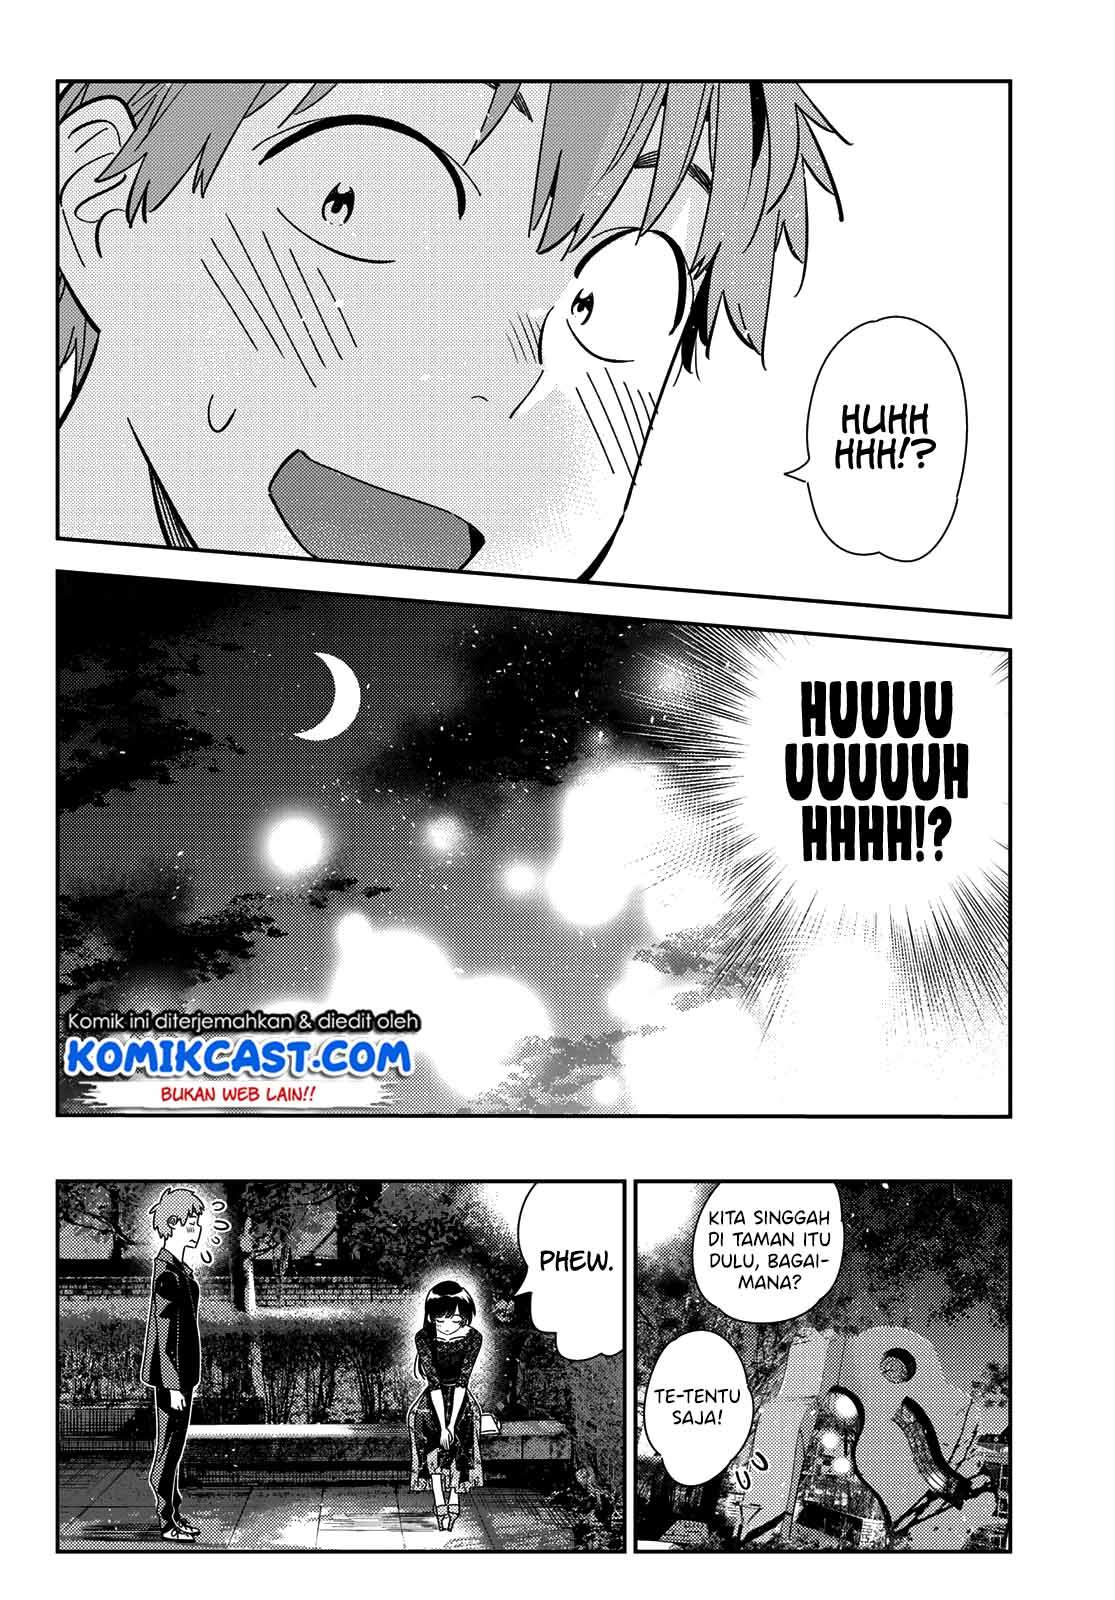 HUHH
HHH!?
HUUUU
UUUUUUH
HHHH!?
Komik ini diterjemahkan & diedit oleh
KOMIKCAST.COM
BUKAN WEB LAIN!!
KITA SINGGAH
DI TAMAN ITU
DULU, BAGAI-
MANA?
TE-TENTU
SAJA!
PHEW.